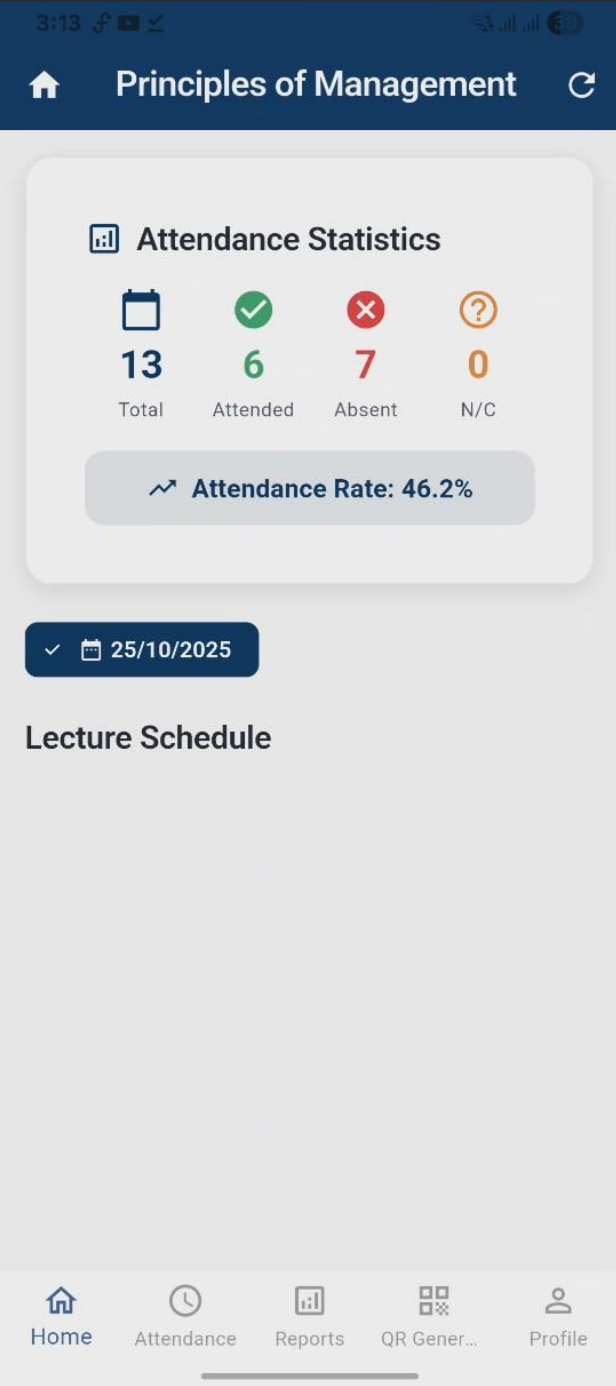 3:13
38
Principles of Management
Attendance Statistics
13 6 7 0
Total Attended Absent N/C
Attendance Rate: 46.2%
25/10/2025
Lecture Schedule
Home Attendance Reports QR Gener... Profile